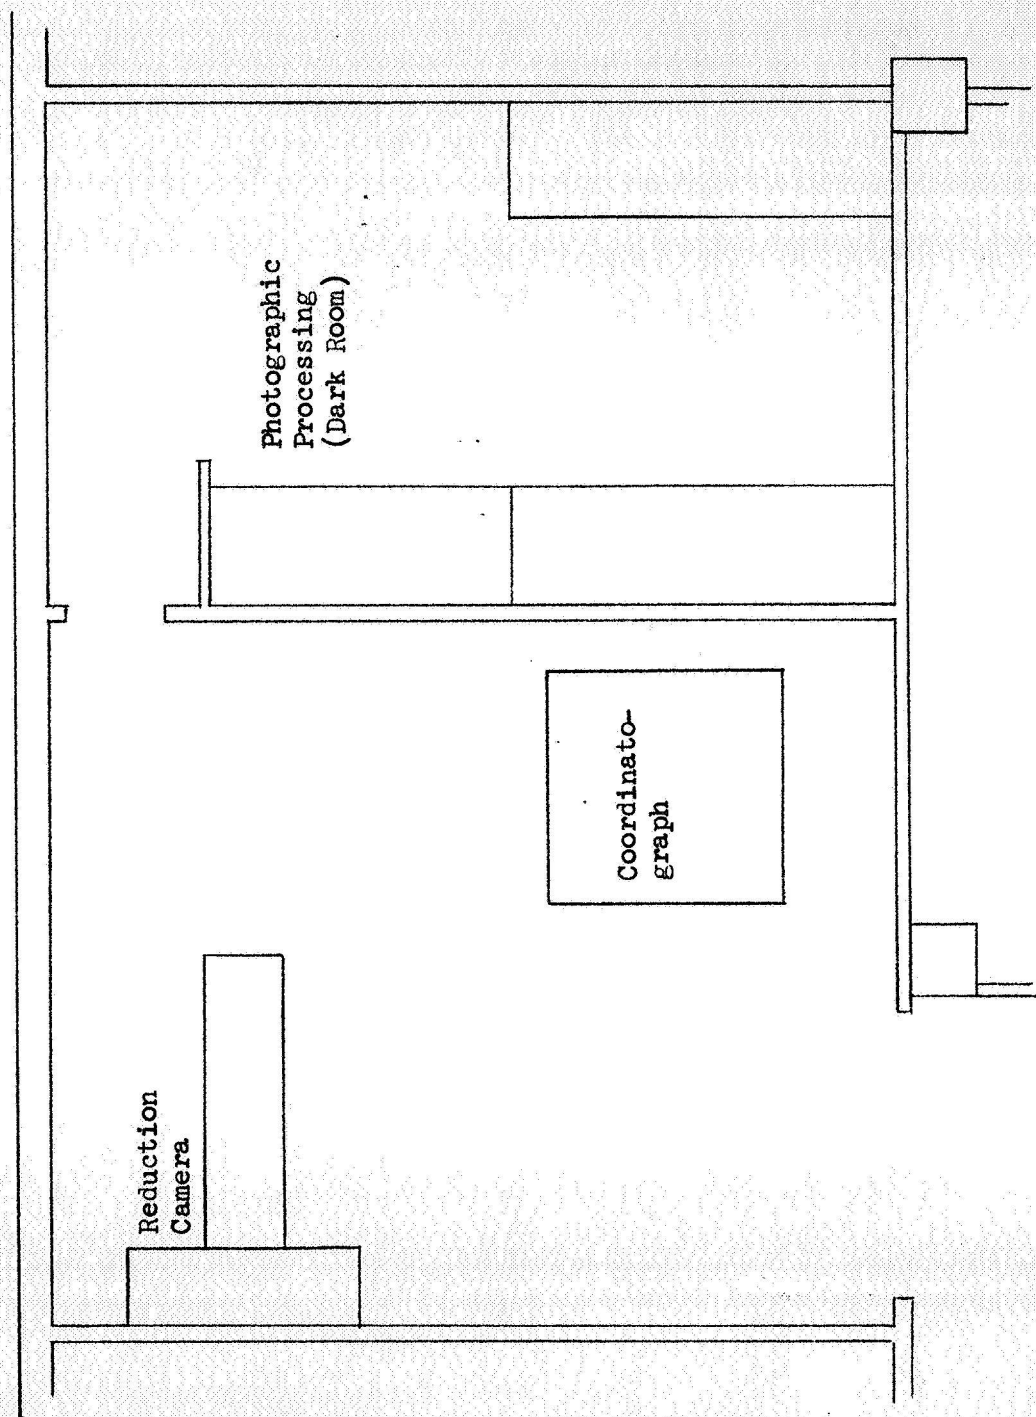 Reduction
Camera
Coordinato-
graph
Photographic
Processing
(Dark Room)